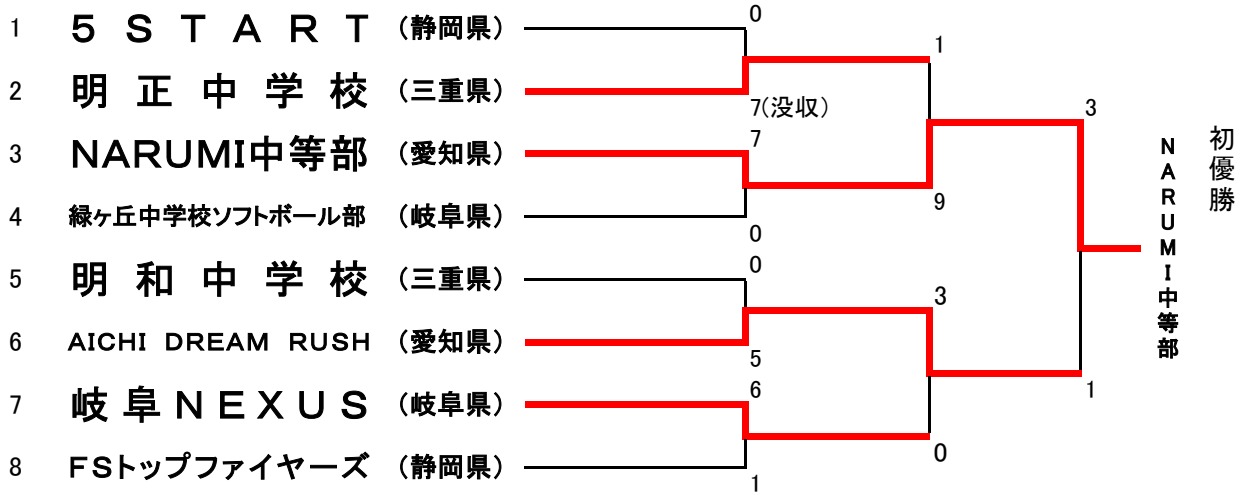 1 5START (静岡県) 0
1
2 明正中学校 (三重県) 7(没収)
3
3 NARUMI中等部 (愛知県) 7
9
4 緑ヶ丘中学校ソフトボール部 (岐阜県) 0
5 明和中学校 (三重県) 0
3
6 AICHI DREAM RUSH (愛知県) 5
1
7 岐阜NEXUS (岐阜県) 6
0
8 FSトップファイヤーズ (静岡県) 1
初優勝
NARUMI中等部